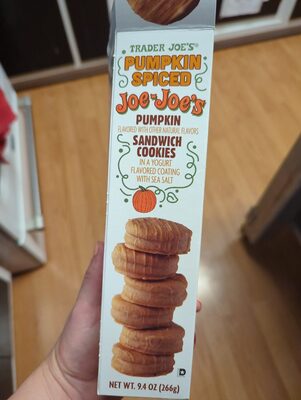 TRADER JOE'S®
PUMPKIN
SPICED
Joe-Joe's
PUMPKIN
FLAVORED WITH OTHER NATURAL FLAVORS
SANDWICH
COOKIES
IN A YOGURT
FLAVORED COATING
WITH SEA SALT
NET WT. 9.4 OZ (266g)
D